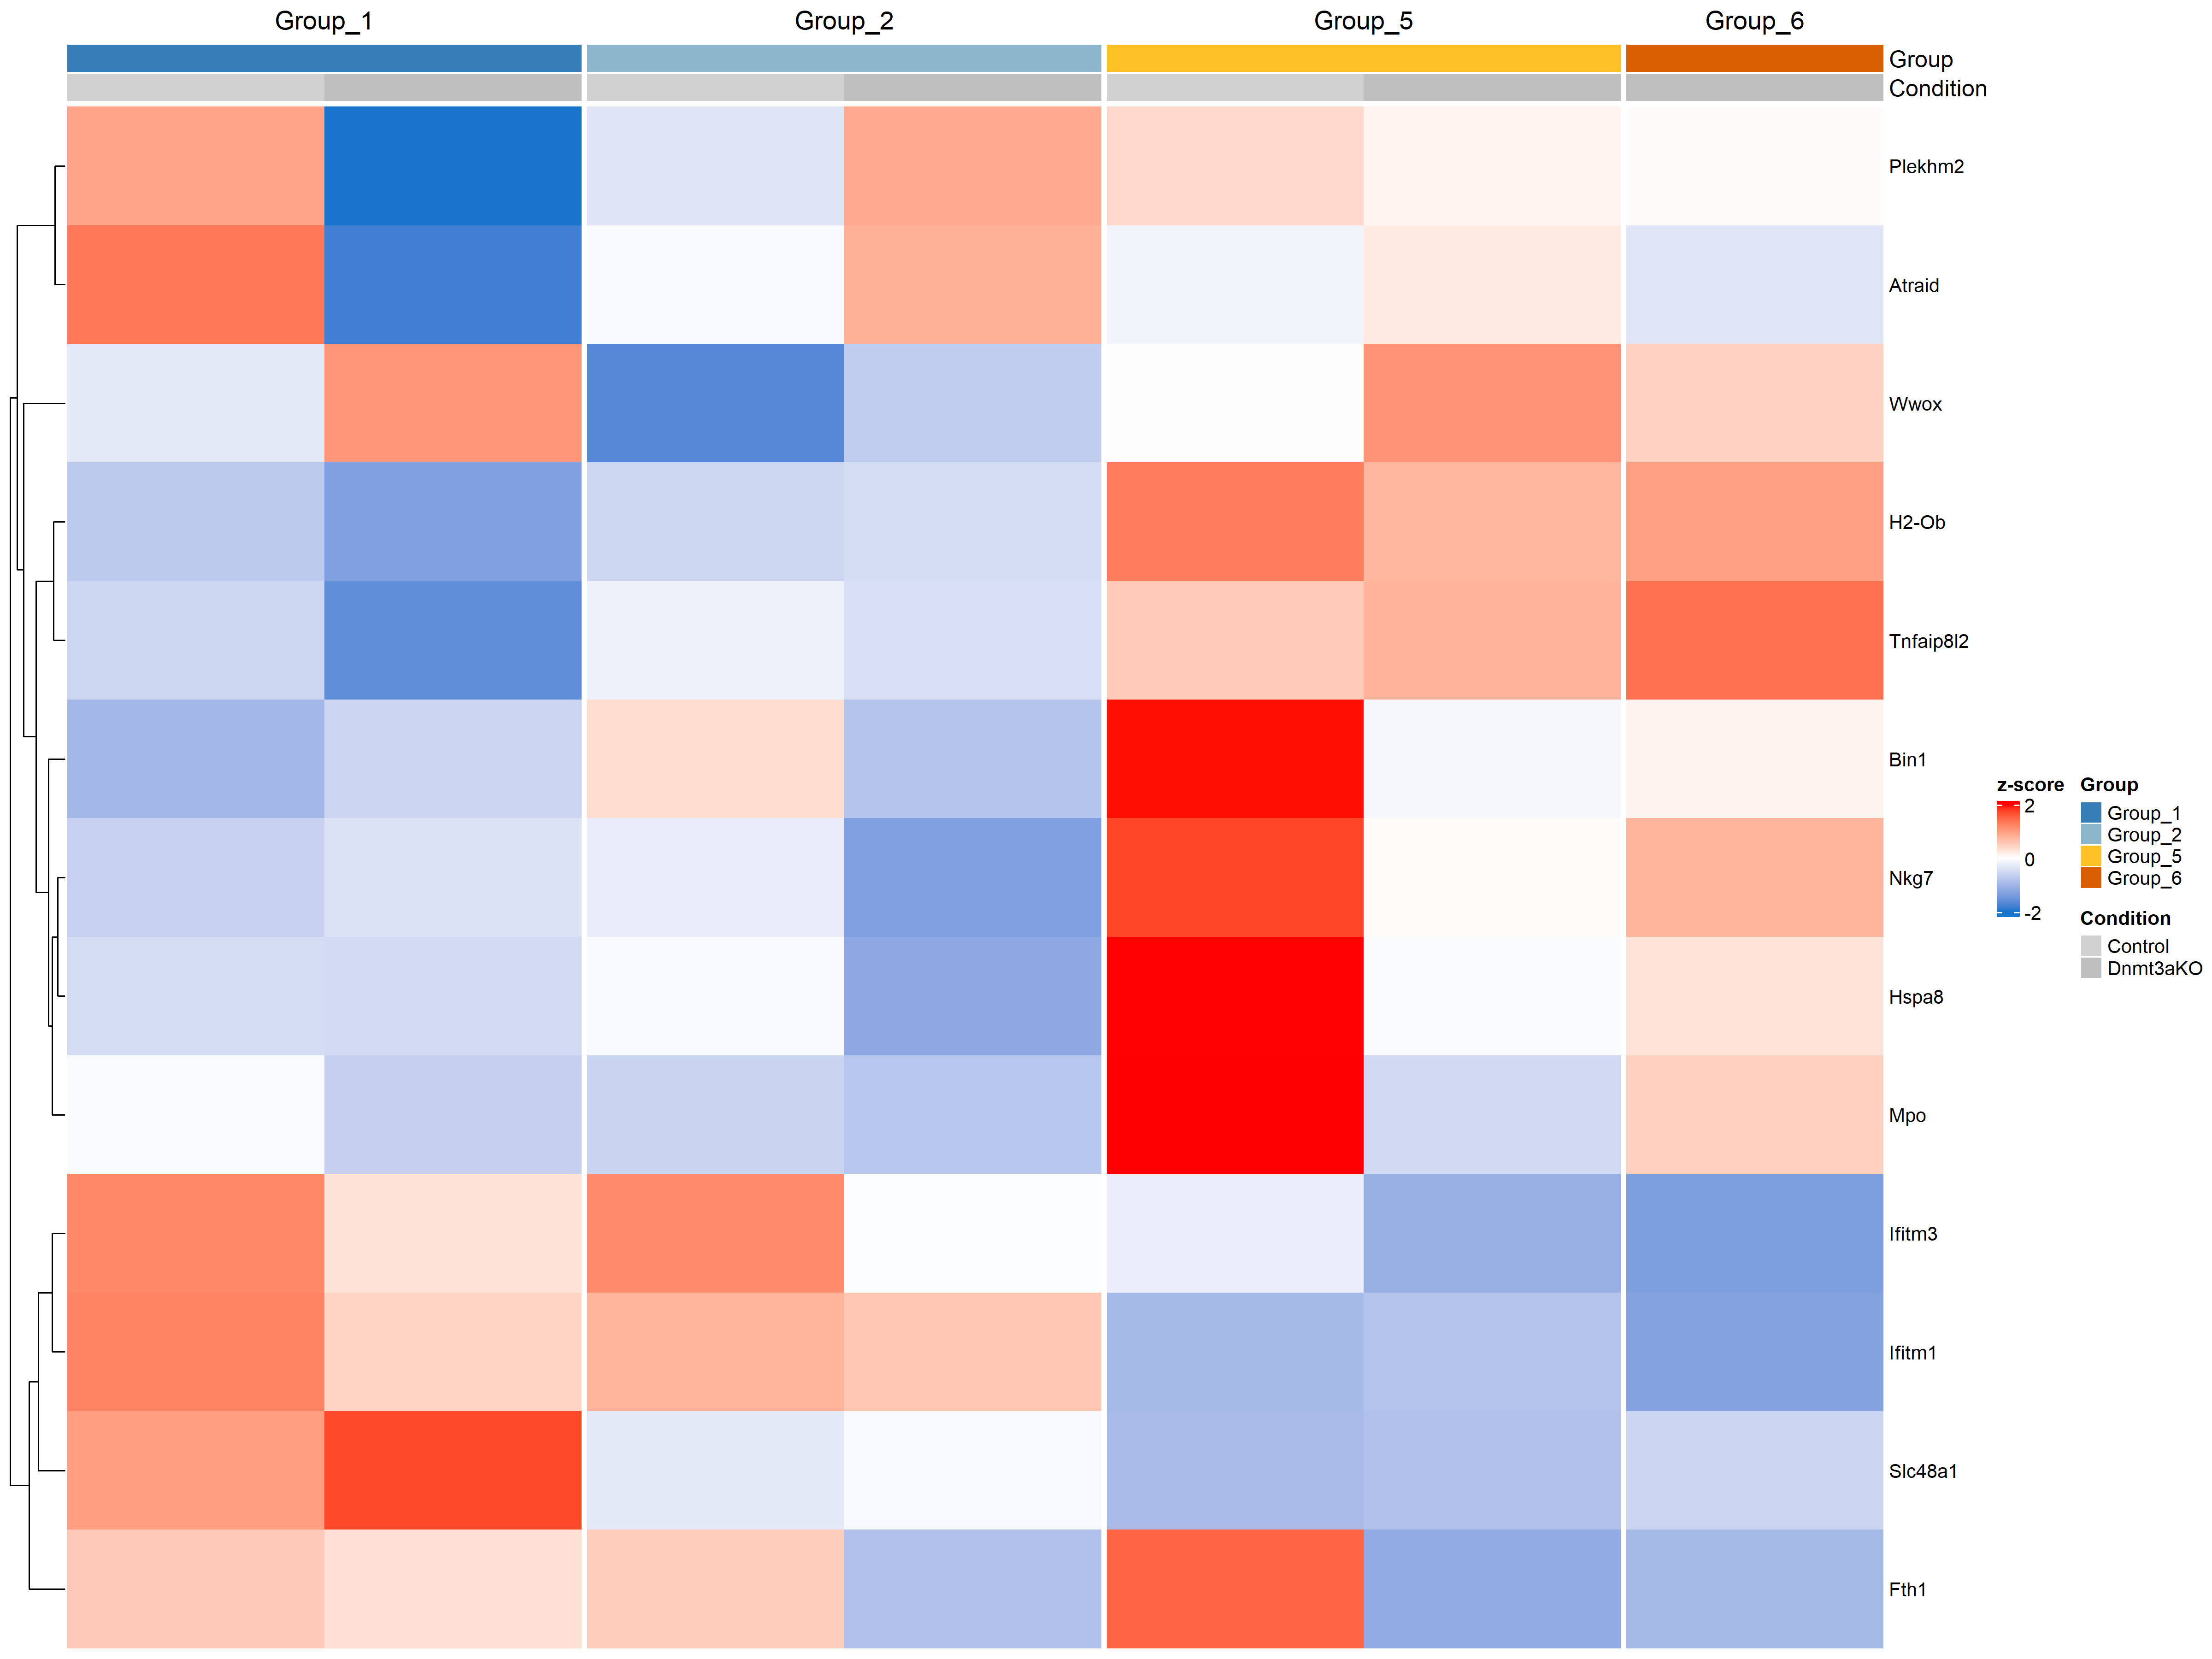 Group_1 Group_2 Group_5 Group_6
Group
Condition
Plekhm2
Atraid
Wwox
H2-Ob
Tnfaip8l2
Bin1
Nkg7
Hspa8
Mpo
Ifitm3
Ifitm1
Slc48a1
Fth1
z-score
2
0
-2
Group
Group_1
Group_2
Group_5
Group_6
Condition
Control
Dnmt3aKO